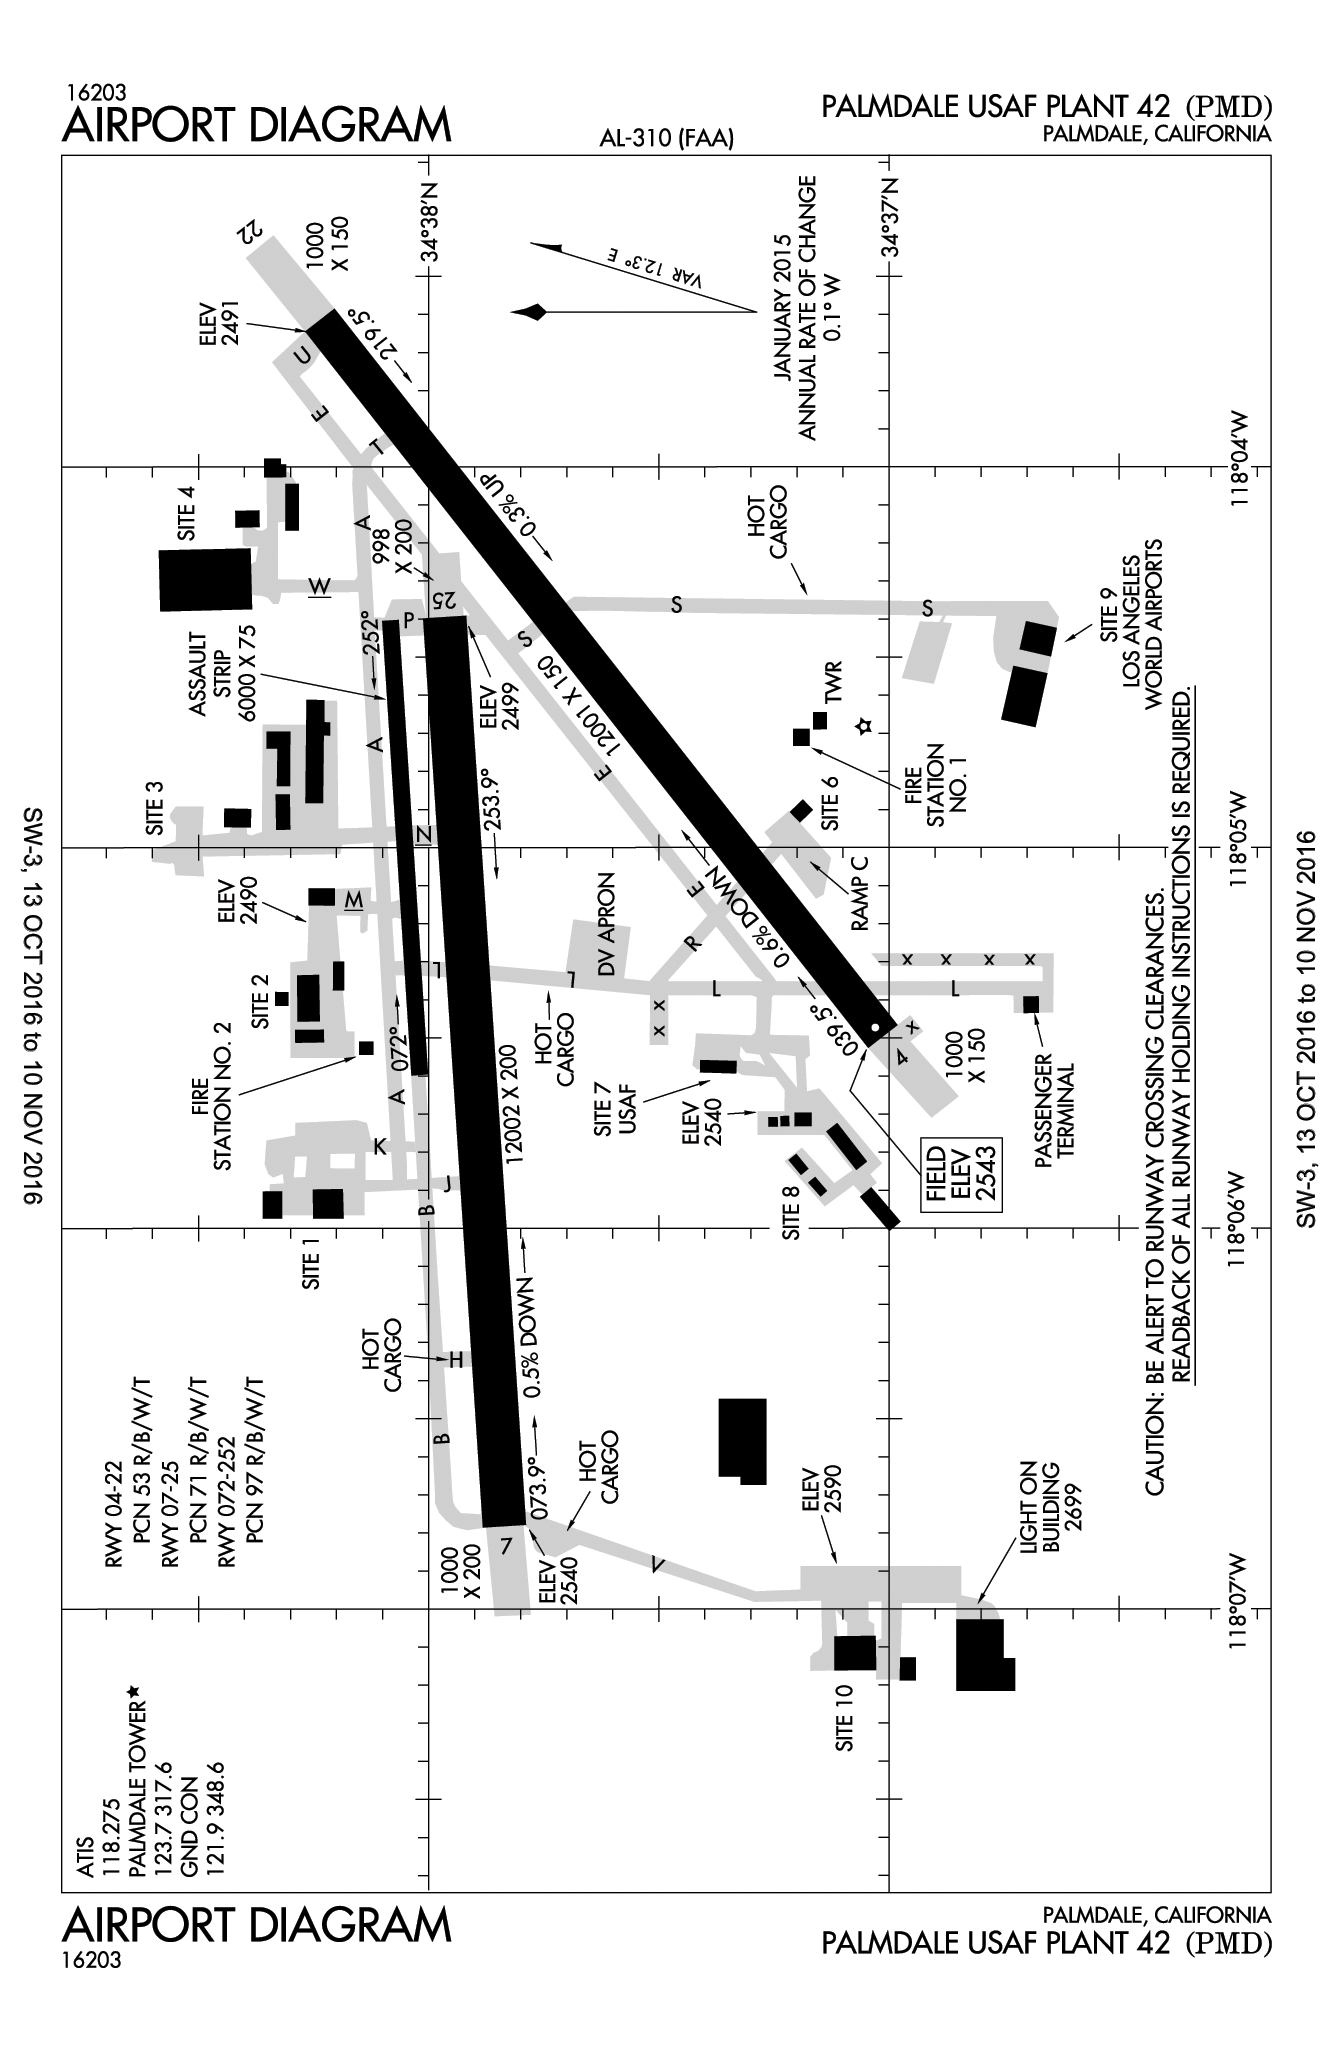 16203
AIRPORT DIAGRAM
AL-310 (FAA)
PALMDALE USAF PLANT 42 (PMD)
PALMDALE, CALIFORNIA
22
1000
X 150
34°38'N
34°37'N
VAR 12.3° E
JANUARY 2015
ANNUAL RATE OF CHANGE
0.1° W
ELEV
2491
219.5°
U
E
T
118°04'W
SITE 4
A
998
X 200
0.3% UP
HOT
CARGO
W
25
P
252°
S
S
S
SITE 9
LOS ANGELES
WORLD AIRPORTS
ASSAULT
STRIP
6000 X 75
ELEV
2499
12001 X 150
E
TWR
A
FIRE
STATION NO. 1
SITE 3
253.9°
SITE 6
N
118°05'W
ELEV
2490
M
E
0.6% DOWN
RAMP C
DV APRON
R
SITE 2
L
L
L
L
X X X X
X X
FIRE
STATION NO. 2
072°
A
HOT
CARGO
039.5°
4
X
1000
X 150
12002 X 200
SITE 7
USAF
ELEV
2540
PASSENGER
TERMINAL
K
J
B
FIELD
ELEV
2543
SITE 8
SITE 1
118°06'W
CAUTION: BE ALERT TO RUNWAY CROSSING CLEARANCES.
READBACK OF ALL RUNWAY HOLDING INSTRUCTIONS IS REQUIRED.
HOT
CARGO
H
0.5% DOWN
B
073.9°
HOT
CARGO
RWY 04-22
PCN 53 R/B/W/T
RWY 07-25
PCN 71 R/B/W/T
RWY 072-252
PCN 97 R/B/W/T
7
1000
X 200
ELEV
2540
V
ELEV
2590
LIGHT ON
BUILDING
2699
118°07'W
SITE 10
ATIS
118.275
PALMDALE TOWER★
123.7 317.6
GND CON
121.9 348.6
SW-3, 13 OCT 2016 to 10 NOV 2016
SW-3, 13 OCT 2016 to 10 NOV 2016
AIRPORT DIAGRAM
16203
PALMDALE, CALIFORNIA
PALMDALE USAF PLANT 42 (PMD)